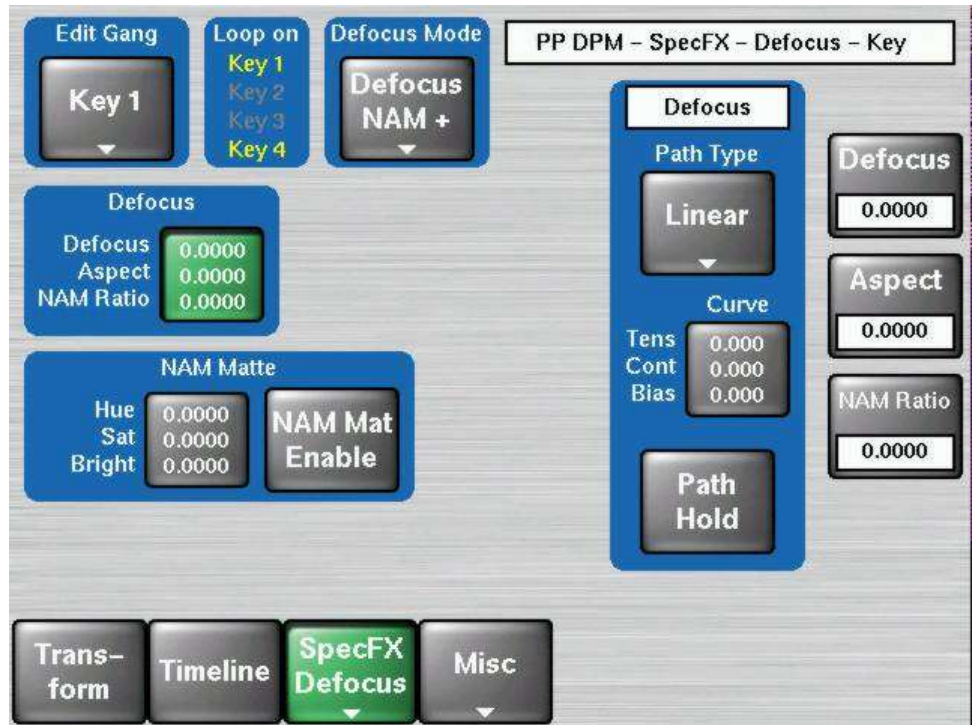 Edit Gang
Key 1
Loop on
Key 1
Key 2
Key 3
Key 4
Defocus Mode
Defocus
NAM +
PP DPM – SpecFX – Defocus – Key
Defocus
Defocus 0.0000
Aspect 0.0000
NAM Ratio 0.0000
NAM Matte
Hue 0.0000
Sat 0.0000
Bright 0.0000
NAM Mat
Enable
Defocus
Path Type
Linear
Curve
Tens 0.000
Cont 0.000
Bias 0.000
Path
Hold
Defocus
0.0000
Aspect
0.0000
NAM Ratio
0.0000
Trans–
form
Timeline
SpecFX
Defocus
Misc